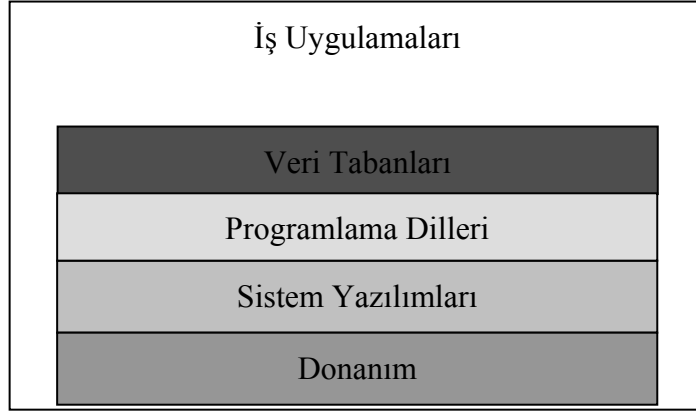 İş Uygulamaları
Veri Tabanları
Programlama Dilleri
Sistem Yazılımları
Donanım